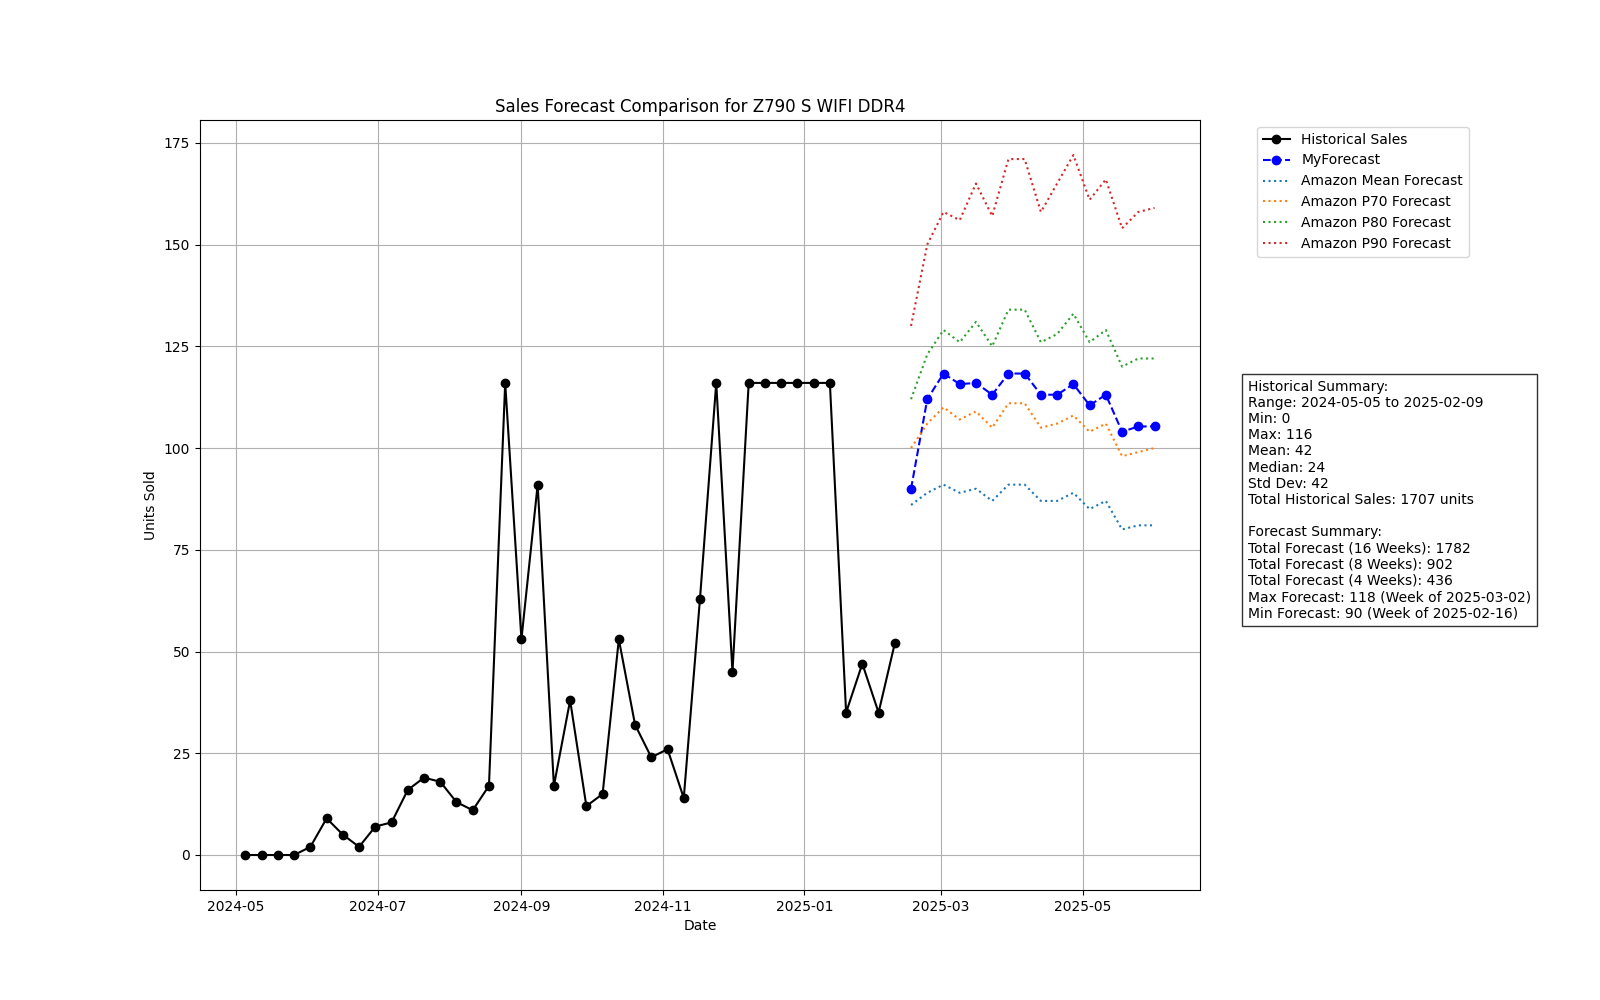 Sales Forecast Comparison for Z790 S WIFI DDR4
Units Sold
175
150
125
100
75
50
25
0
2024-05
2024-07
2024-09
2024-11
2025-01
2025-03
2025-05
Date
Historical Sales
MyForecast
Amazon Mean Forecast
Amazon P70 Forecast
Amazon P80 Forecast
Amazon P90 Forecast
Historical Summary:
Range: 2024-05-05 to 2025-02-09
Min: 0
Max: 116
Mean: 42
Median: 24
Std Dev: 42
Total Historical Sales: 1707 units
Forecast Summary:
Total Forecast (16 Weeks): 1782
Total Forecast (8 Weeks): 902
Total Forecast (4 Weeks): 436
Max Forecast: 118 (Week of 2025-03-02)
Min Forecast: 90 (Week of 2025-02-16)